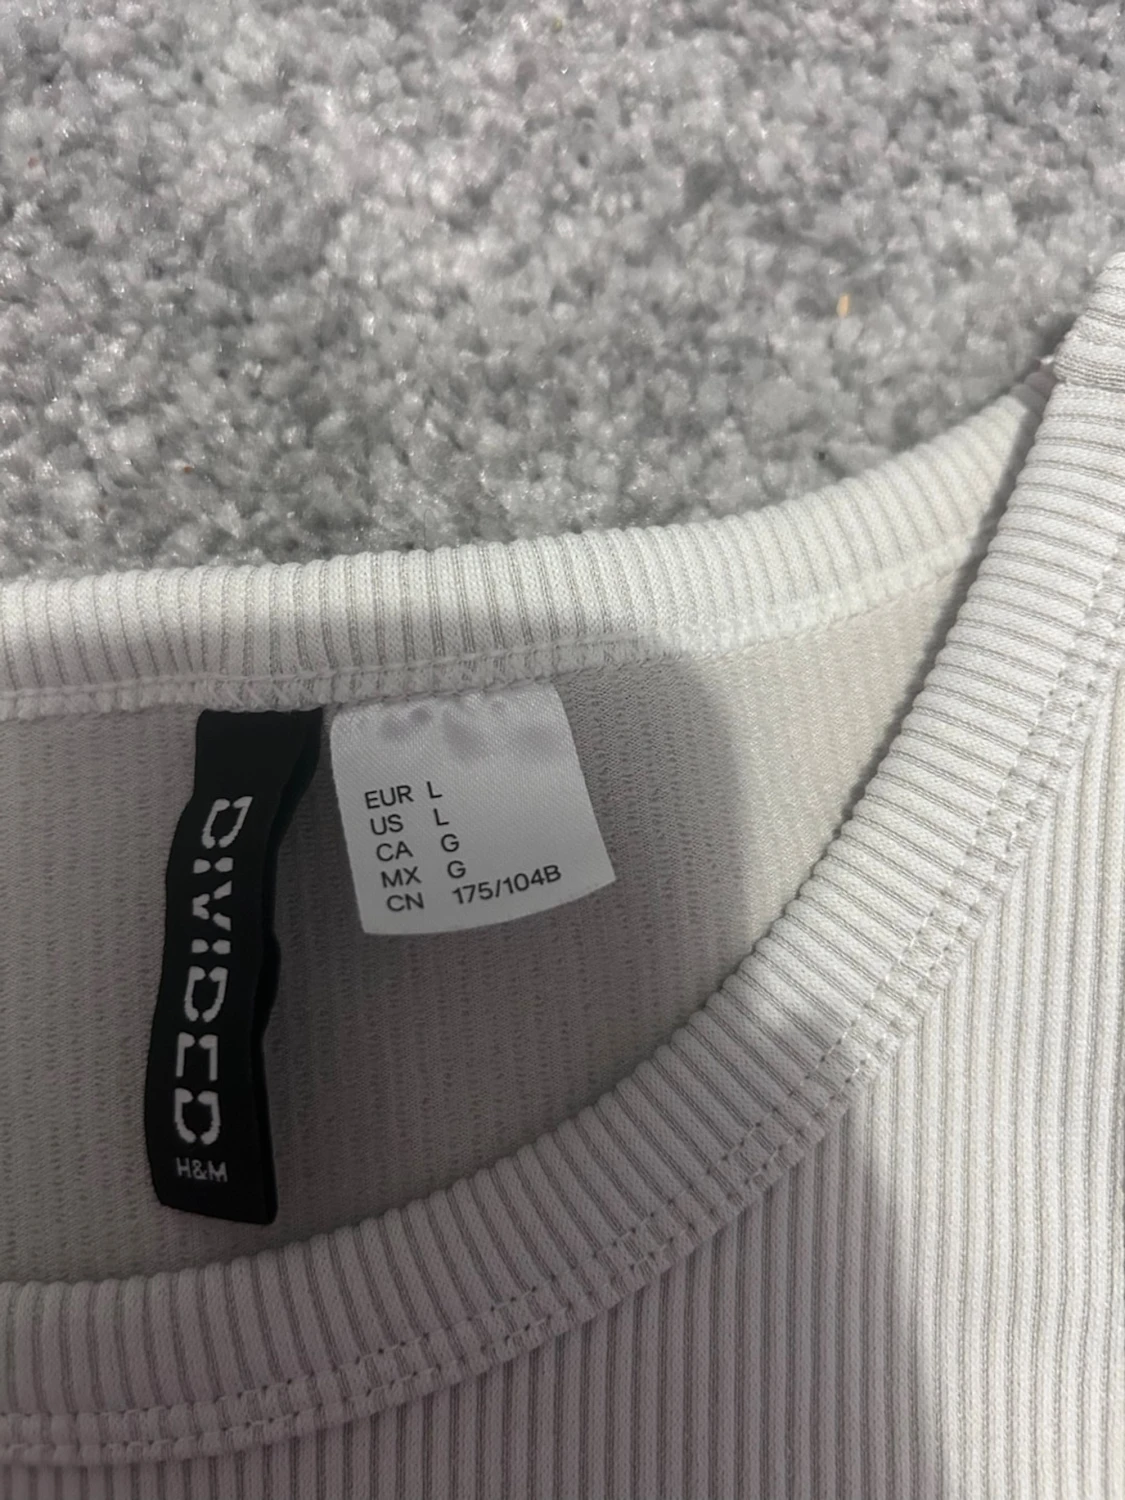 DIVIDED
H&M
EUR L
US L
CA G
MX G
CN 175/104B